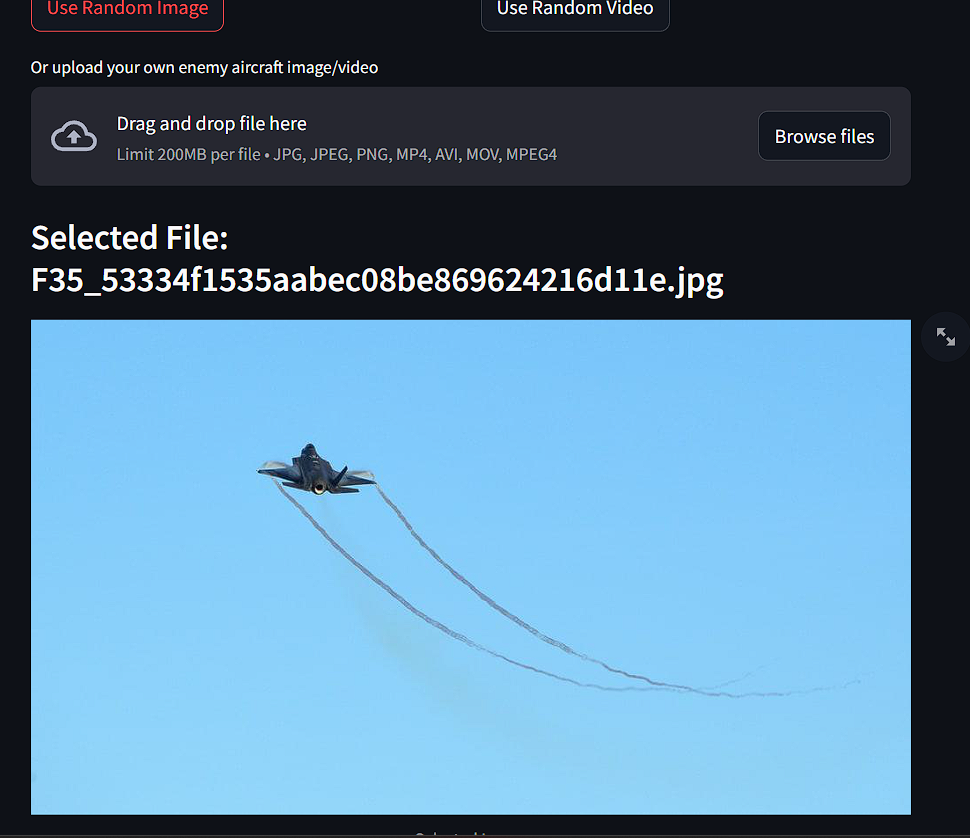 Use Random Image
Use Random Video
Or upload your own enemy aircraft image/video
Drag and drop file here
Limit 200MB per file • JPG, JPEG, PNG, MP4, AVI, MOV, MPEG4
Browse files
Selected File:
F35_53334f1535aabec08be869624216d11e.jpg